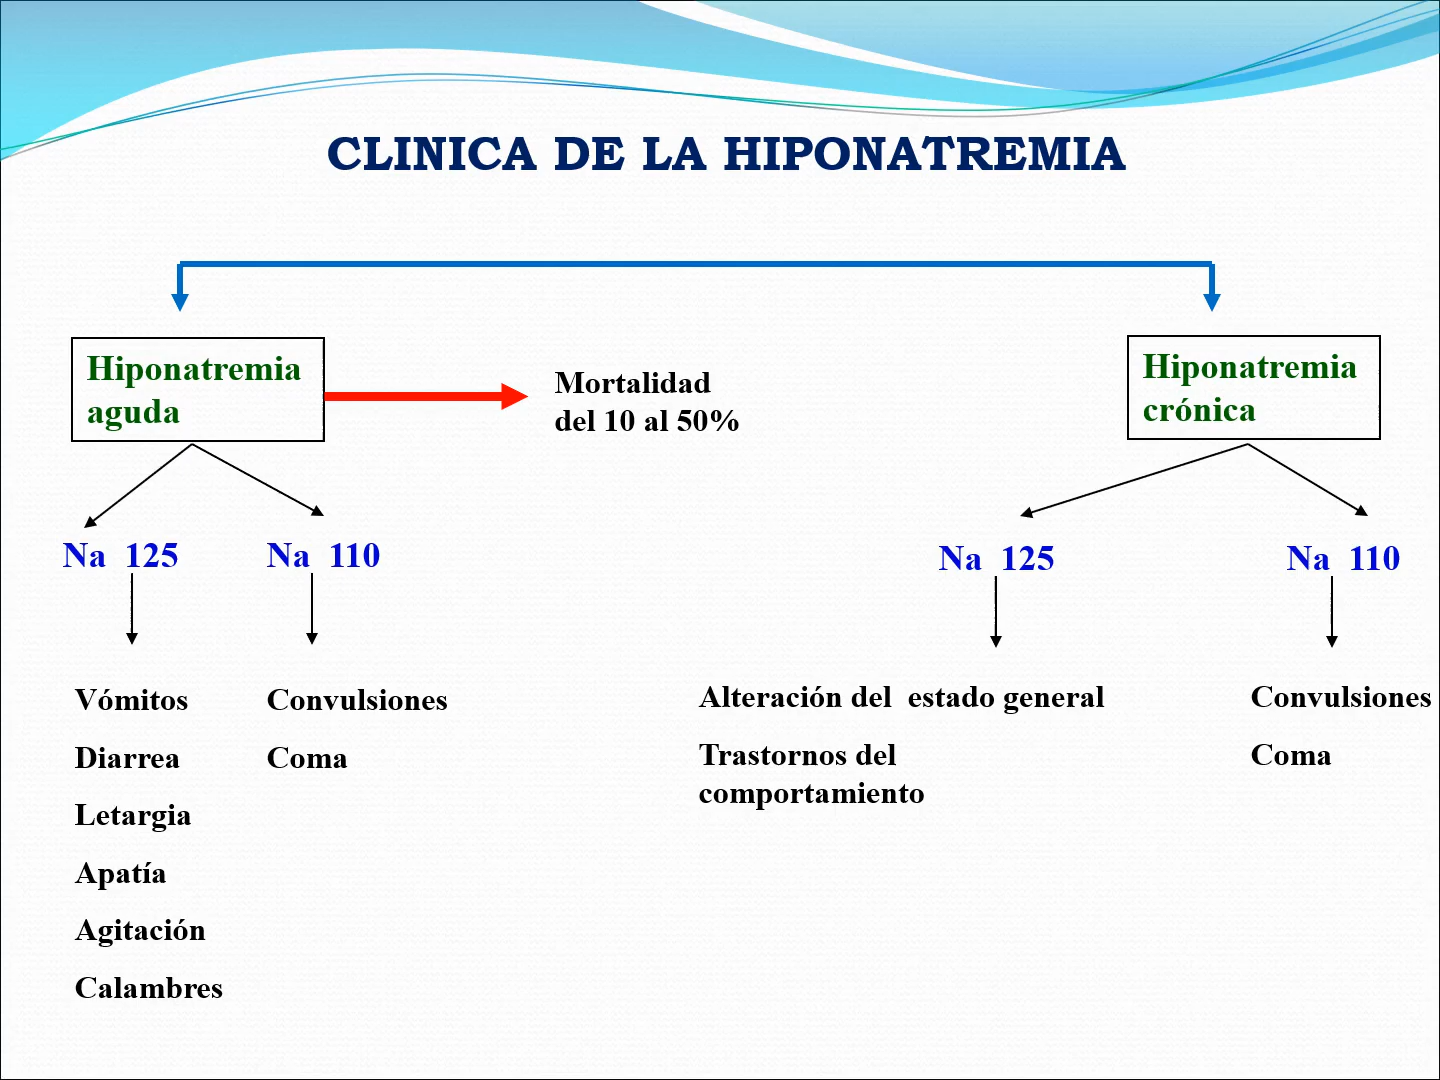 CLINICA DE LA HIPONATREMIA
Hiponatremia
aguda
Mortalidad
del 10 al 50%
Hiponatremia
crónica
Na  125
Na  110
Na  125
Na  110
Vómitos
Diarrea
Letargia
Apatía
Agitación
Calambres
Convulsiones
Coma
Alteración del  estado general
Trastornos del
comportamiento
Convulsiones
Coma